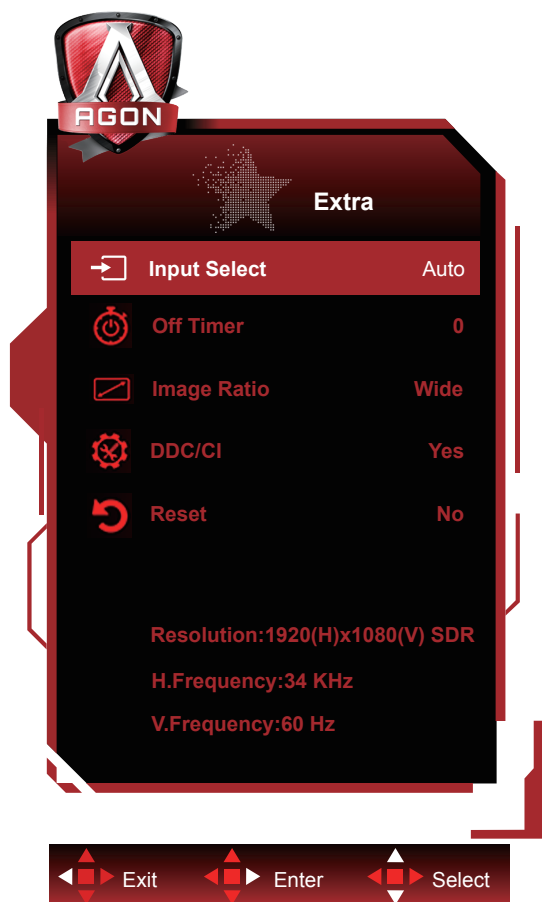 AGON
Extra
Input Select Auto
Off Timer 0
Image Ratio Wide
DDC/CI Yes
Reset No
Resolution:1920(H)x1080(V) SDR
H.Frequency:34 KHz
V.Frequency:60 Hz
Exit Enter Select